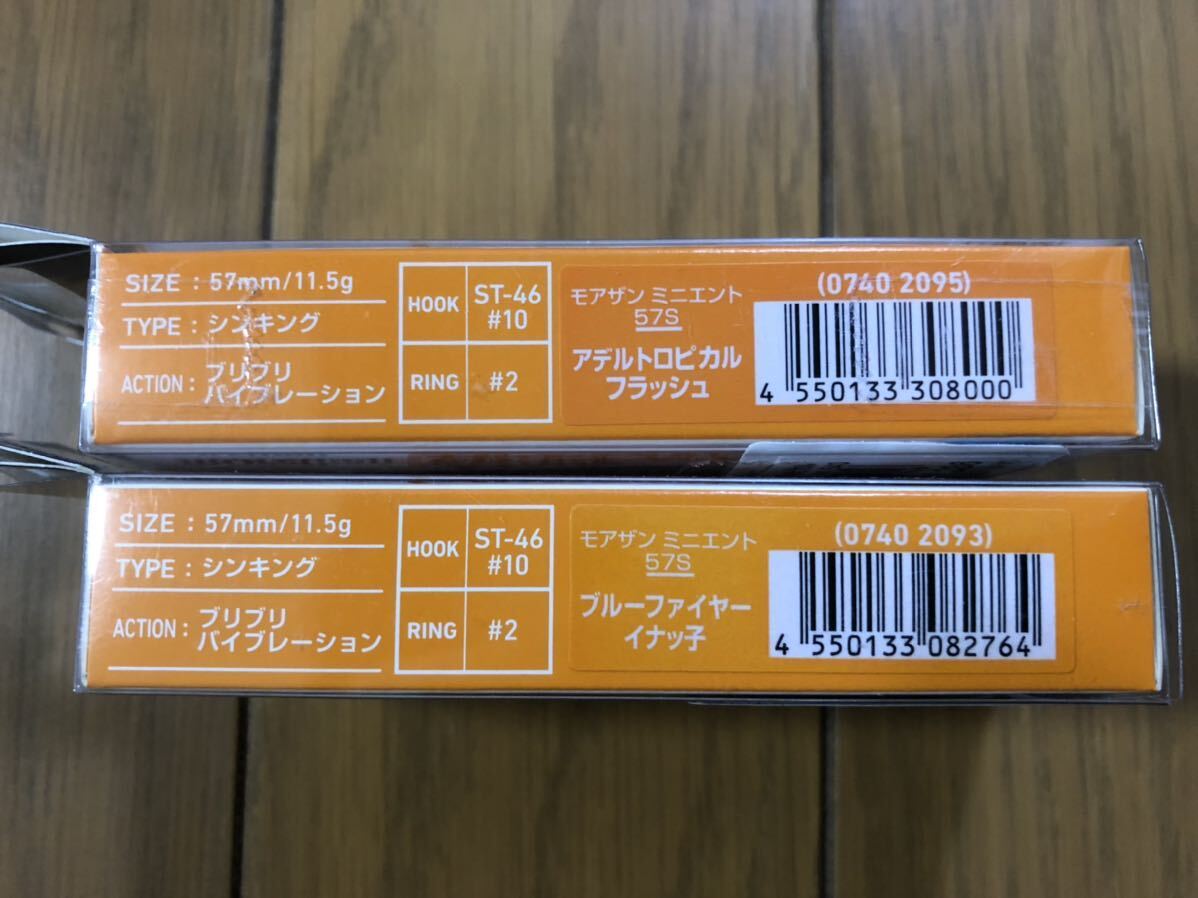 SIZE : 57mm/11.5g
TYPE : シンキング
ACTION : ブリブリ
バイブレーション
HOOK ST-46
#10
RING #2
モアザン ミニエント
57S
アデルトロピカル
フラッシュ
(0740 2095)
4 550133 308000
SIZE : 57mm/11.5g
TYPE : シンキング
ACTION : ブリブリ
バイブレーション
HOOK ST-46
#10
RING #2
モアザン ミニエント
57S
ブルーファイヤー
イナッ子
(0740 2093)
4 550133 082764